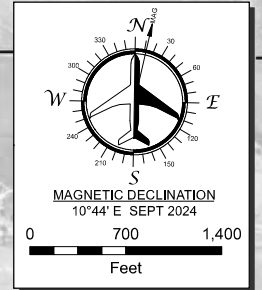 N
MAG
330
30
300
60
W
E
240
120
210
150
S
MAGNETIC DECLINATION
10°44' E SEPT 2024
0
700
1,400
Feet